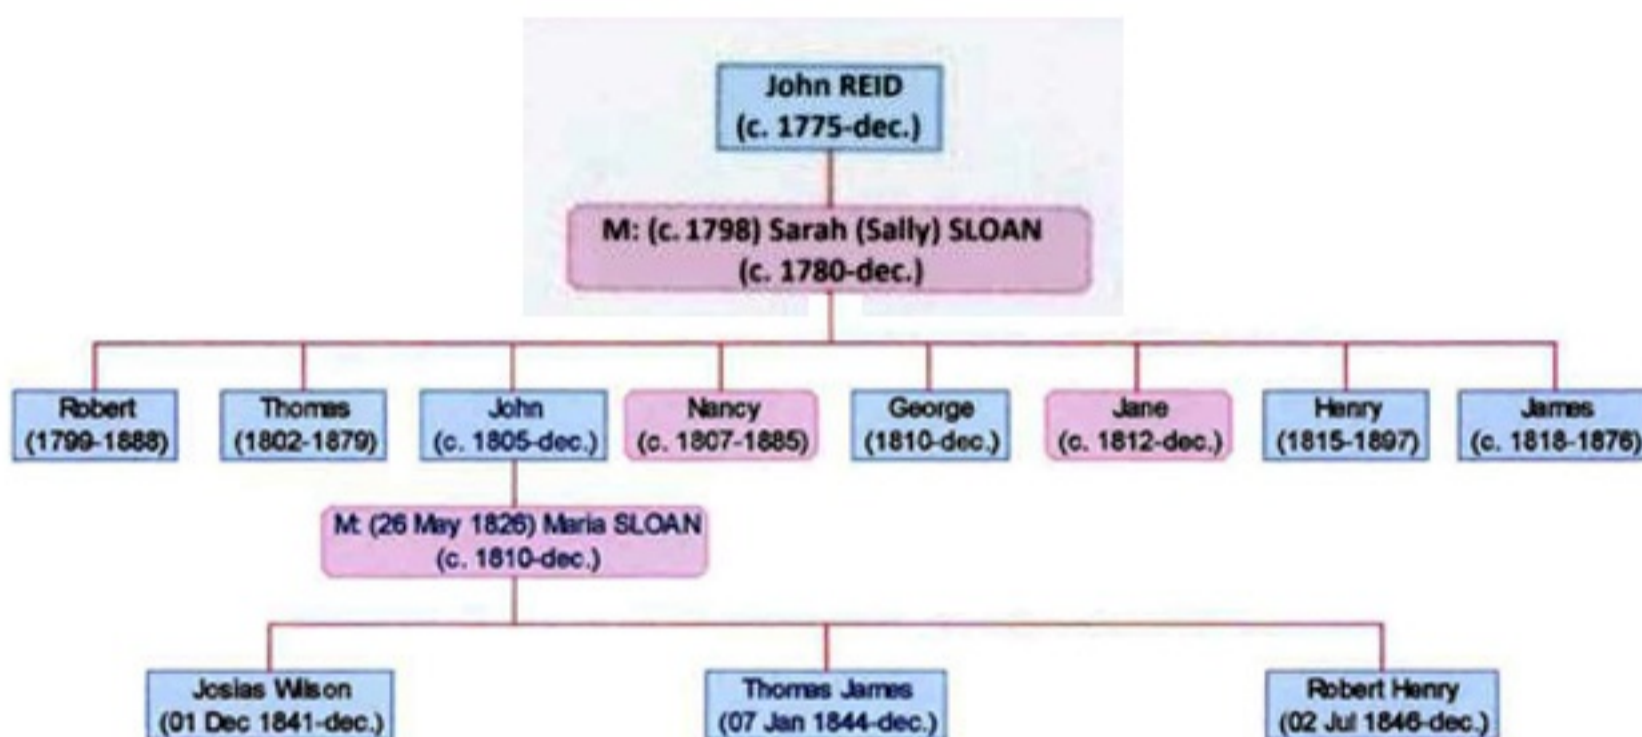 John REID
(c. 1775-dec.)
M: (c. 1798) Sarah (Sally) SLOAN
(c. 1780-dec.)
Robert
(1799-1888)
Thomas
(1802-1879)
John
(c. 1805-dec.)
Nancy
(c. 1807-1885)
George
(1810-dec.)
Jane
(c. 1812-dec.)
Henry
(1815-1897)
James
(c. 1818-1876)
M: (26 May 1826) Maria SLOAN
(c. 1810-dec.)
Josias Wilson
(01 Dec 1841-dec.)
Thomas James
(07 Jan 1844-dec.)
Robert Henry
(02 Jul 1846-dec.)